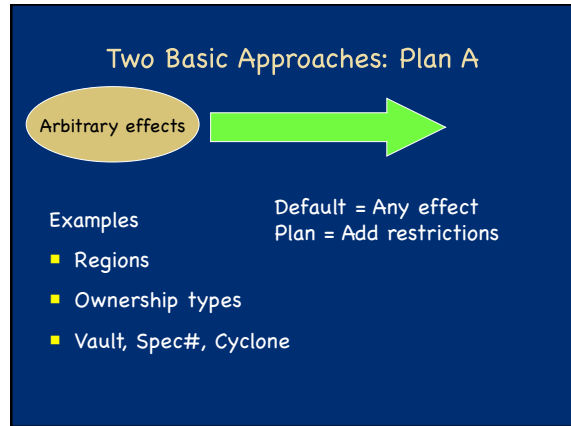 Two Basic Approaches: Plan A
Arbitrary effects
Examples
Regions
Ownership types
Vault, Spec#, Cyclone
Default = Any effect
Plan = Add restrictions